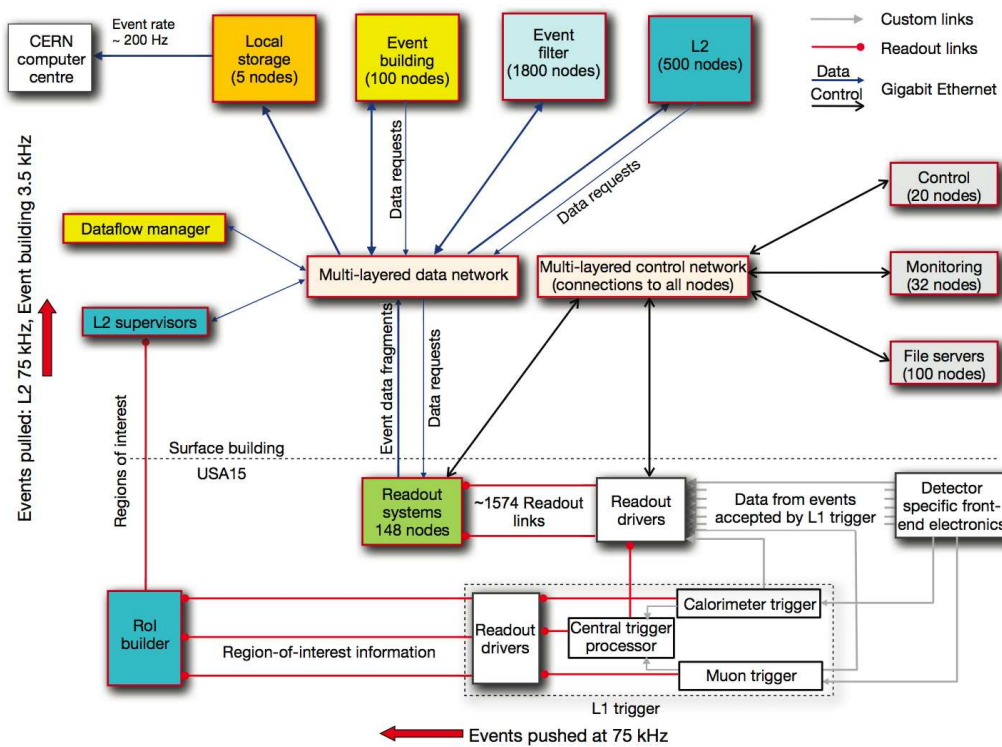 Event rate
~ 200 Hz
CERN
computer
centre
Local
storage
(5 nodes)
Event
building
(100 nodes)
Event
filter
(1800 nodes)
L2
(500 nodes)
Custom links
Readout links
Data
Control
Gigabit Ethernet
Data requests
Data requests
Control
(20 nodes)
Dataflow manager
Multi-layered data network
Multi-layered control network
(connections to all nodes)
Monitoring
(32 nodes)
L2 supervisors
File servers
(100 nodes)
Events pulled: L2 75 kHz, Event building 3.5 kHz
Regions of interest
Event data fragments
Data requests
Surface building
USA15
Readout
systems
148 nodes
~1574 Readout
links
Readout
drivers
Data from events
accepted by L1 trigger
Detector
specific front-
end electronics
RoI
builder
Region-of-interest information
Readout
drivers
Calorimeter trigger
Central trigger
processor
Muon trigger
L1 trigger
Events pushed at 75 kHz